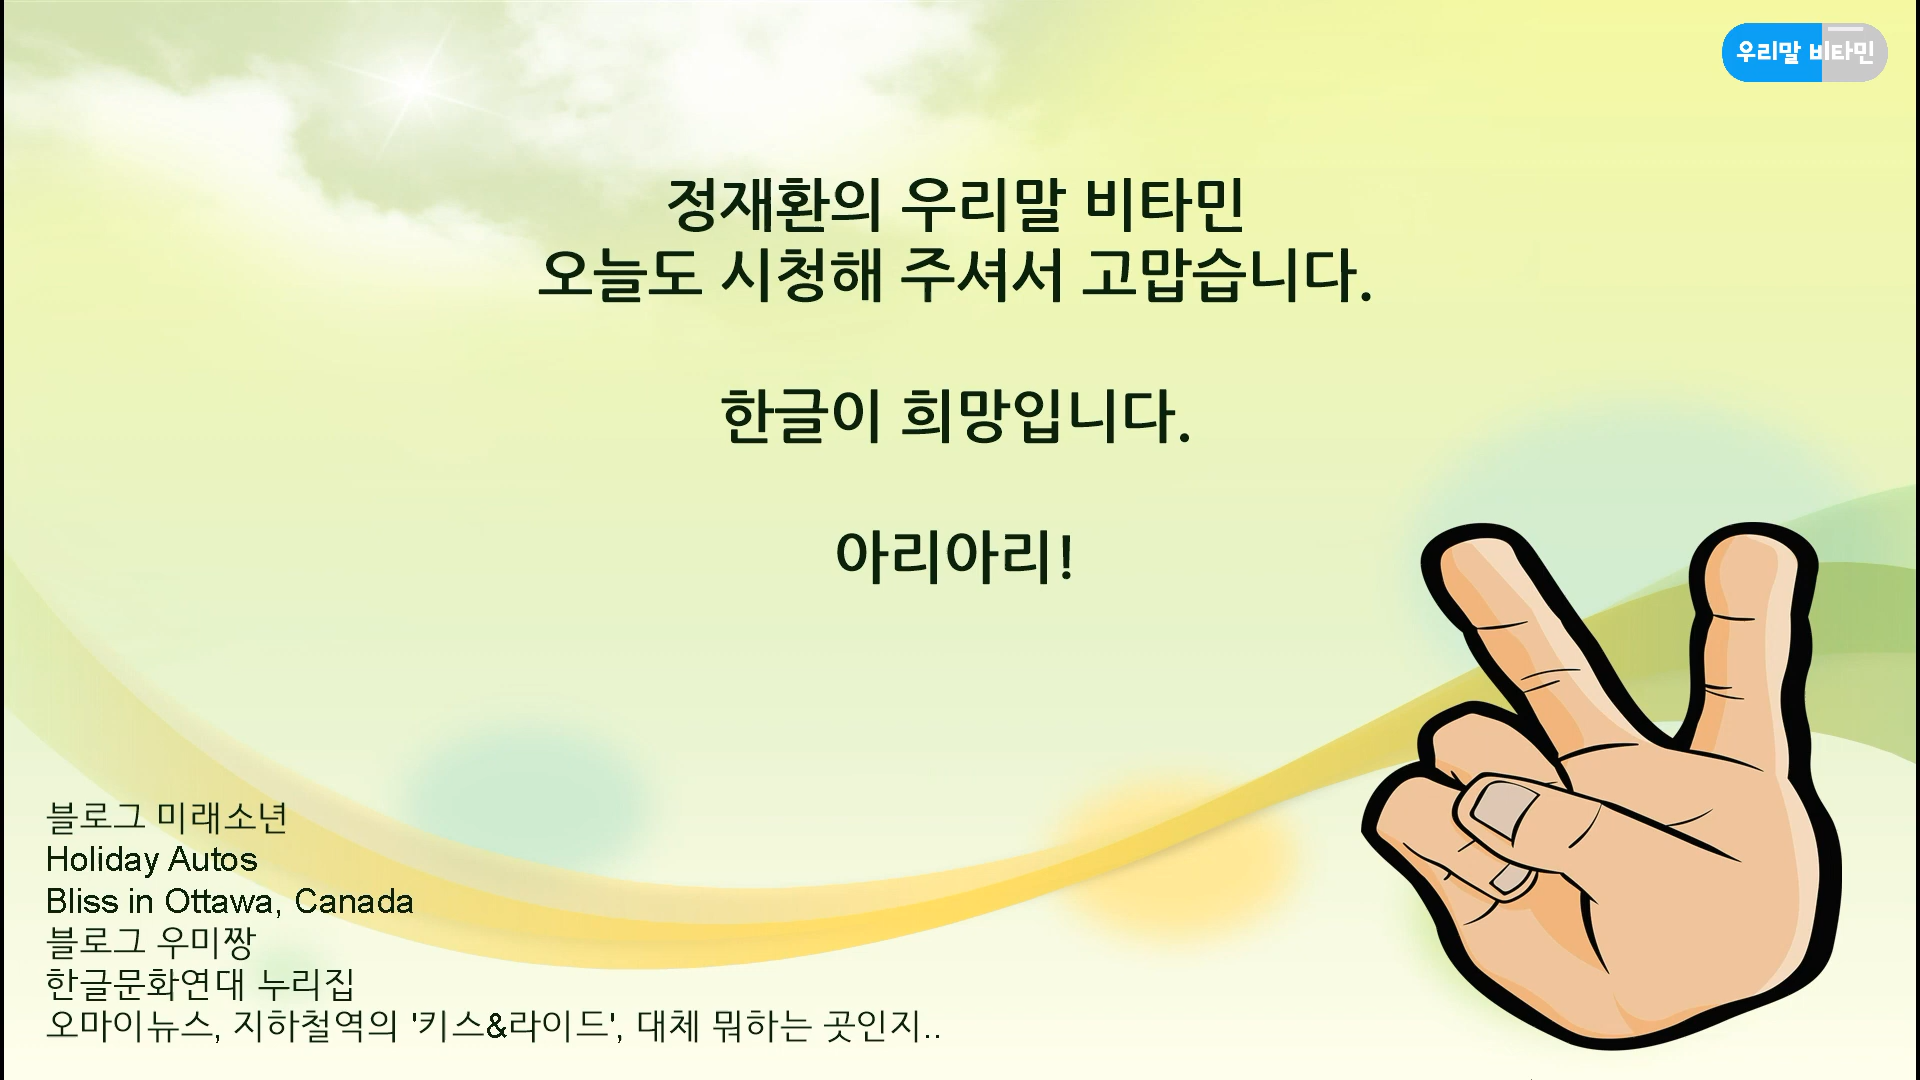 우리말 비타민
정재환의 우리말 비타민
오늘도 시청해 주셔서 고맙습니다.
한글이 희망입니다.
아리아리!
블로그 미래소년
Holiday Autos
Bliss in Ottawa, Canada
블로그 우미짱
한글문화연대 누리집
오마이뉴스, 지하철역의 '키스&라이드', 대체 뭐하는 곳인지..